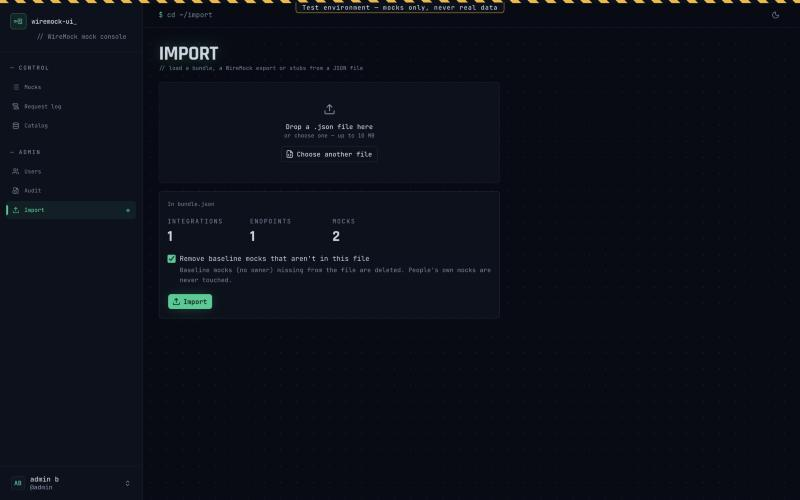 Test environment — mocks only, never real data
wiremock-ui_
// WireMock mock console
— CONTROL
Mocks
Request log
Catalog
— ADMIN
Users
Audit
Import
AB
admin b
@admin
$ cd ~/import
IMPORT
// load a bundle, a WireMock export or stubs from a JSON file
Drop a .json file here
or choose one — up to 10 MB
Choose another file
In bundle.json
INTEGRATIONS ENDPOINTS MOCKS
1 1 2
Remove baseline mocks that aren't in this file
Baseline mocks (no owner) missing from the file are deleted. People's own mocks are
never touched.
Import